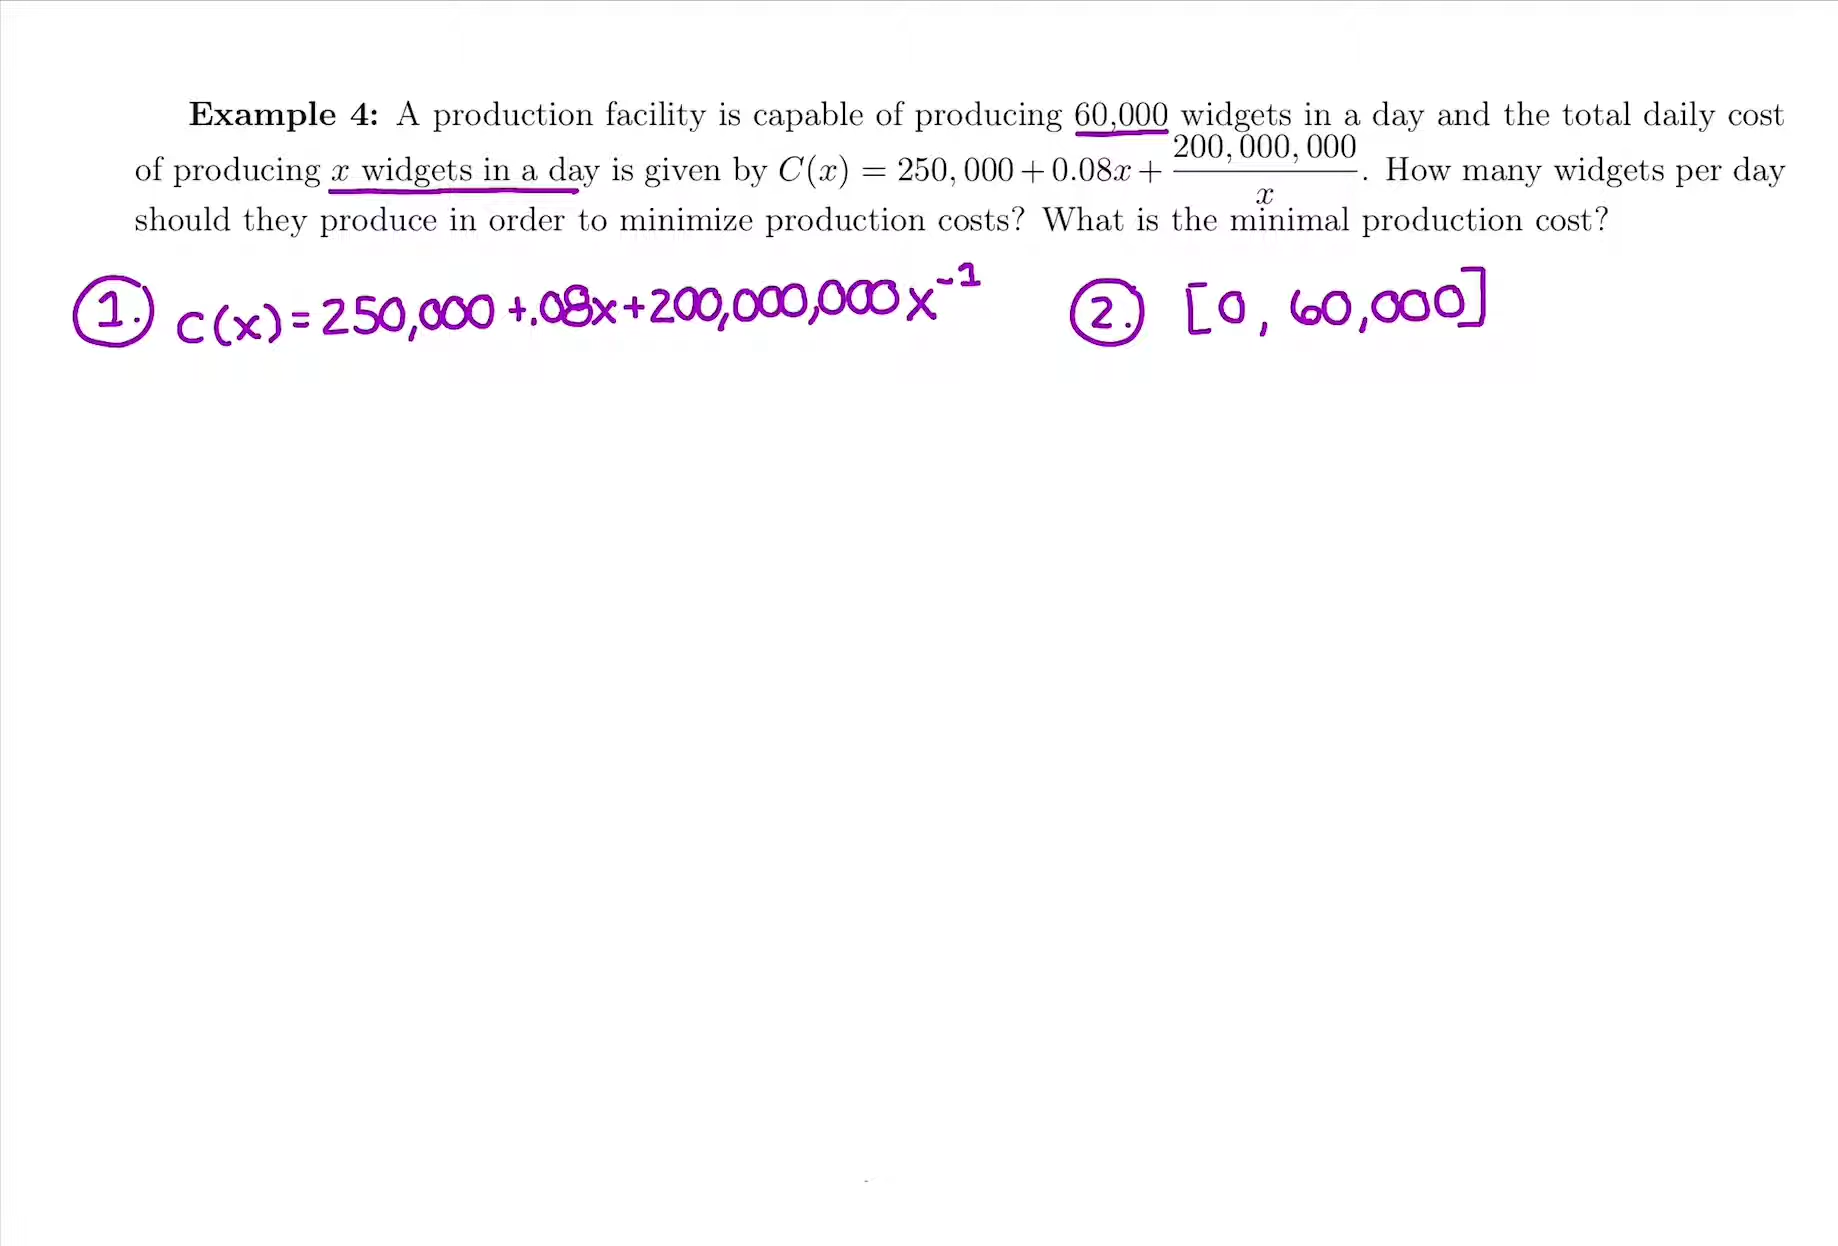 Example 4: A production facility is capable of producing 60,000 widgets in a day and the total daily cost
of producing x widgets in a day is given by C(x) = 250,000 + 0.08x + 200,000,000/x. How many widgets per day
should they produce in order to minimize production costs? What is the minimal production cost?
1.) C(x) = 250,000 + .08x + 200,000,000x⁻¹ 2.) [0, 60,000]